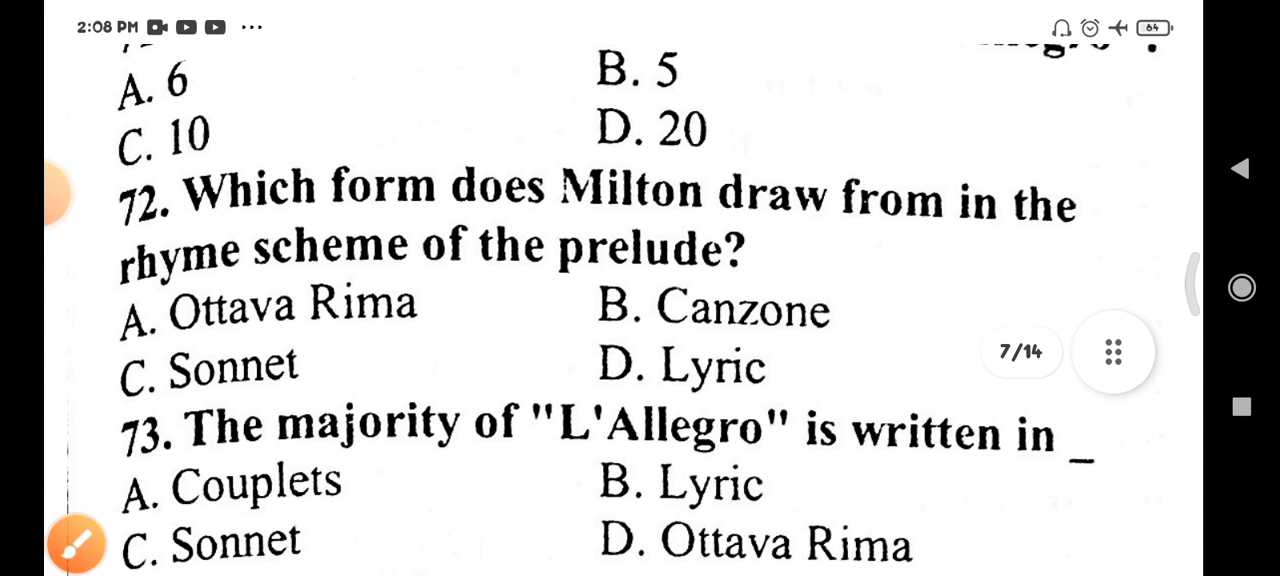 2:08 PM ...
64
A. 6 B. 5
C. 10 D. 20
72. Which form does Milton draw from in the
rhyme scheme of the prelude?
A. Ottava Rima B. Canzone
C. Sonnet D. Lyric
7/14
73. The majority of "L'Allegro" is written in _
A. Couplets B. Lyric
C. Sonnet D. Ottava Rima